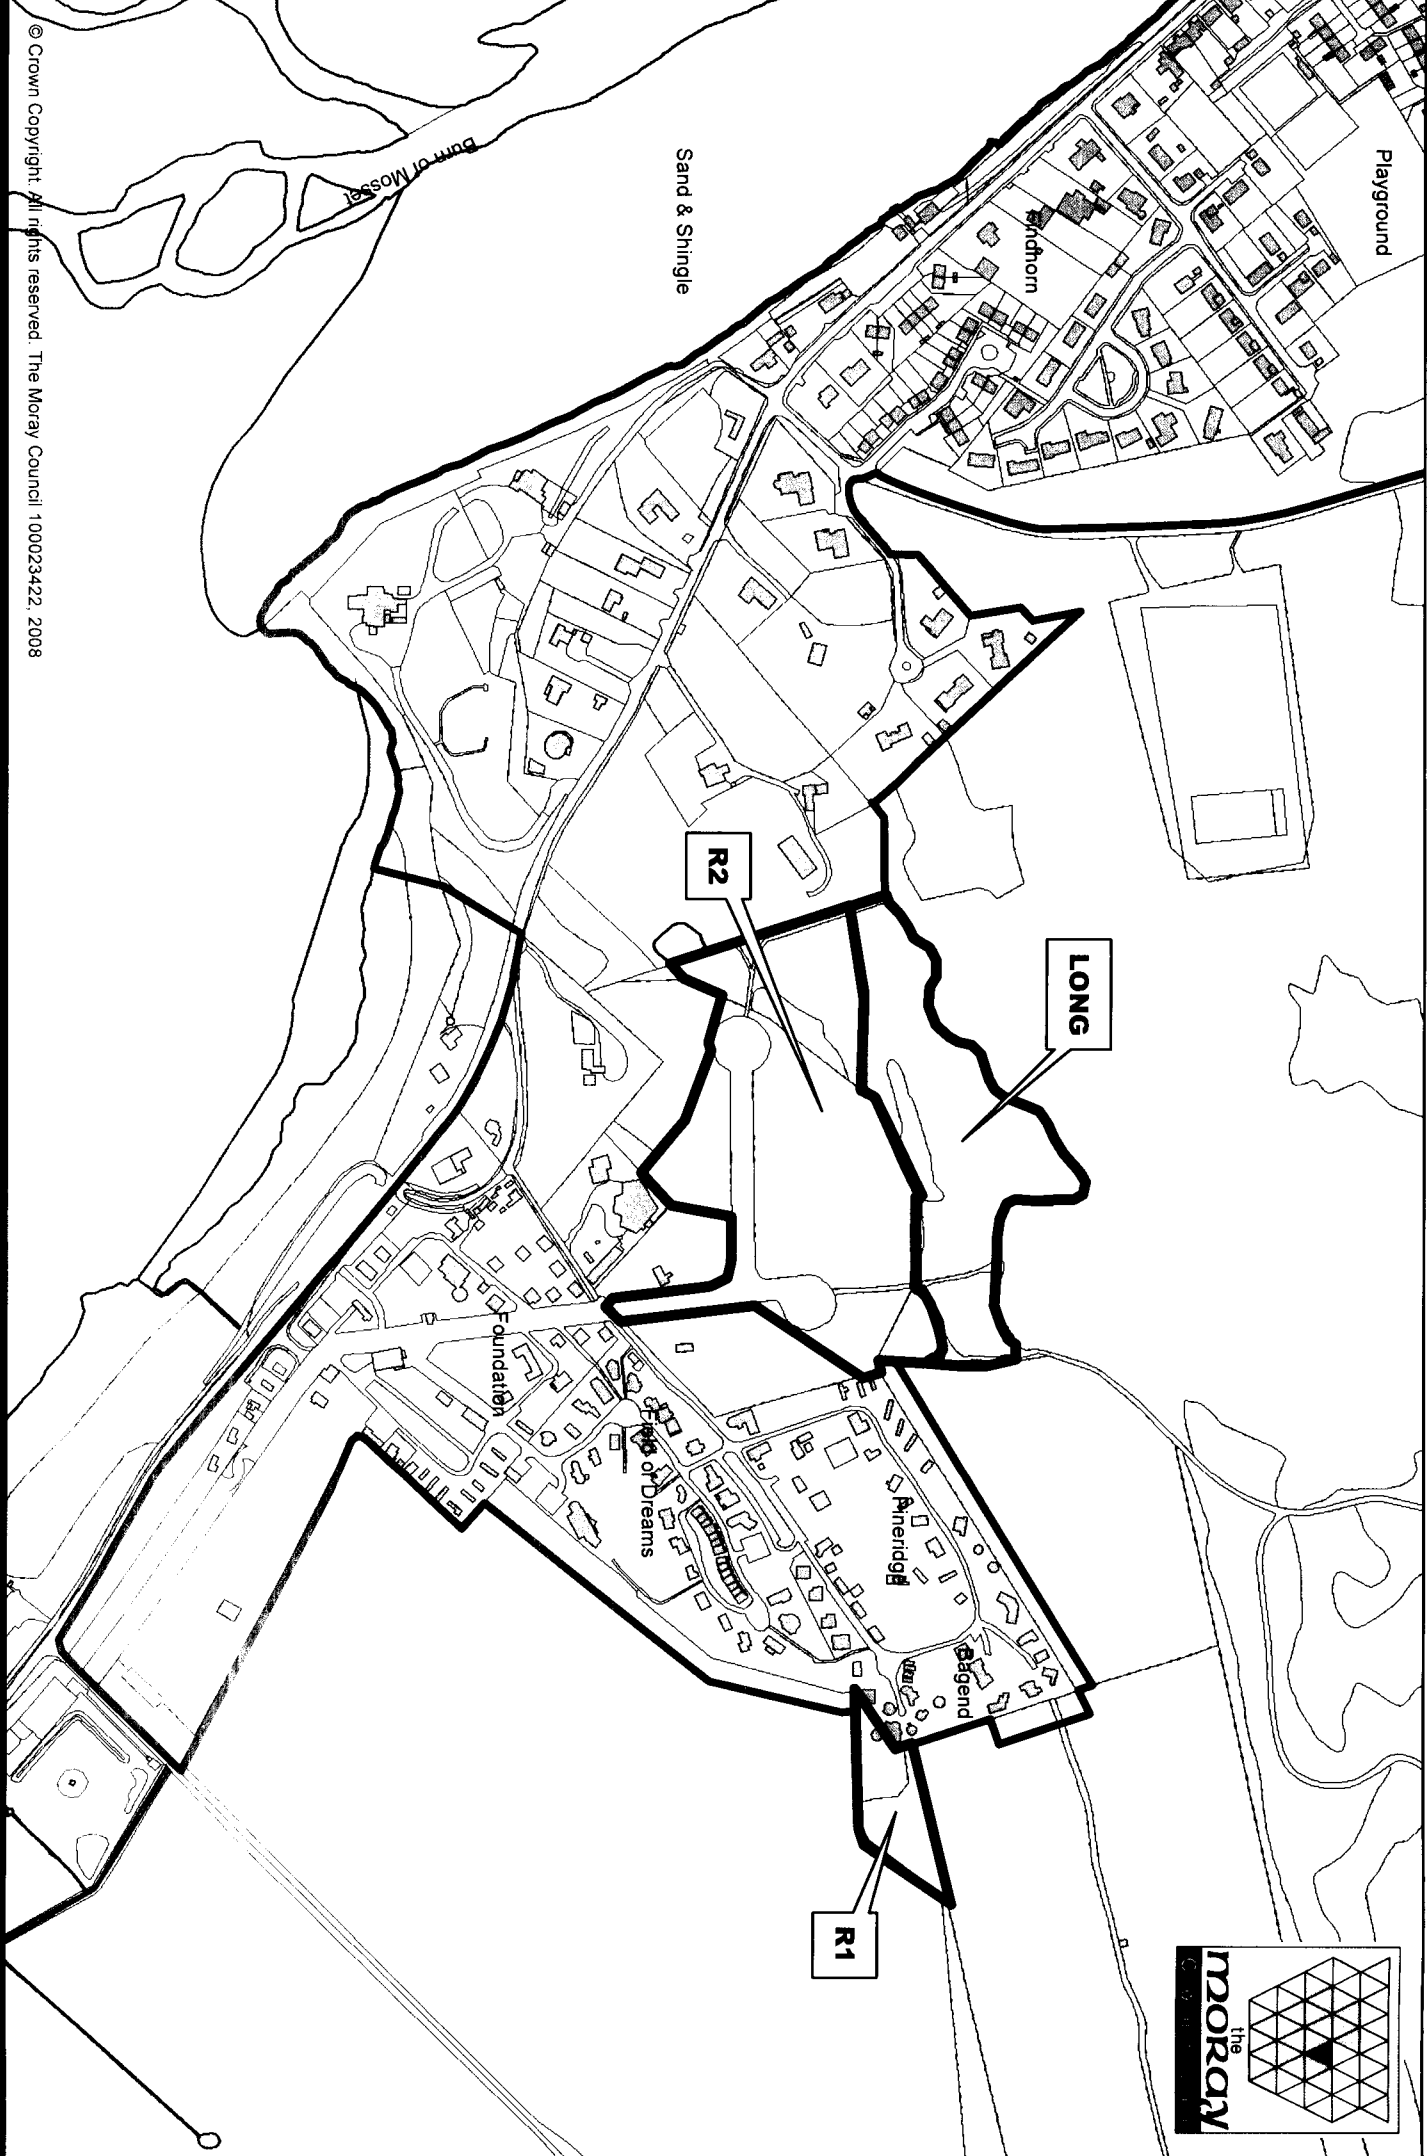 Playground
Findhorn
Sand & Shingle
Burn of Mosset
R2
LONG
Foundation
Field of Dreams
Pineridge
Bagend
R1
the
moray
© Crown Copyright. All rights reserved. The Moray Council 100023422, 2008